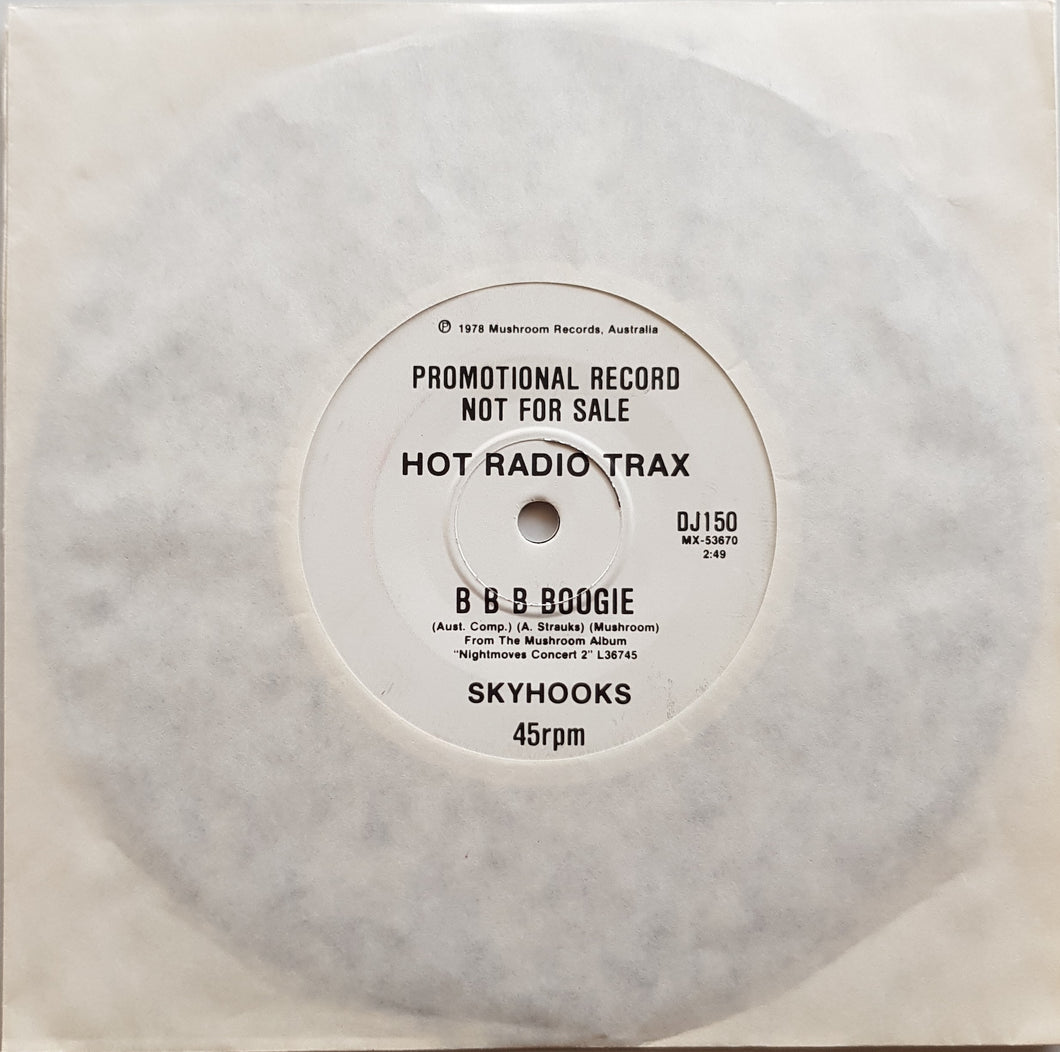 ℗ 1978 Mushroom Records, Australia
PROMOTIONAL RECORD
NOT FOR SALE
HOT RADIO TRAX
DJ150
MX-53670
2:49
B B B BOOGIE
(Aust. Comp.) (A. Strauks) (Mushroom)
From The Mushroom Album
"Nightmoves Concert 2" L36745
SKYHOOKS
45rpm